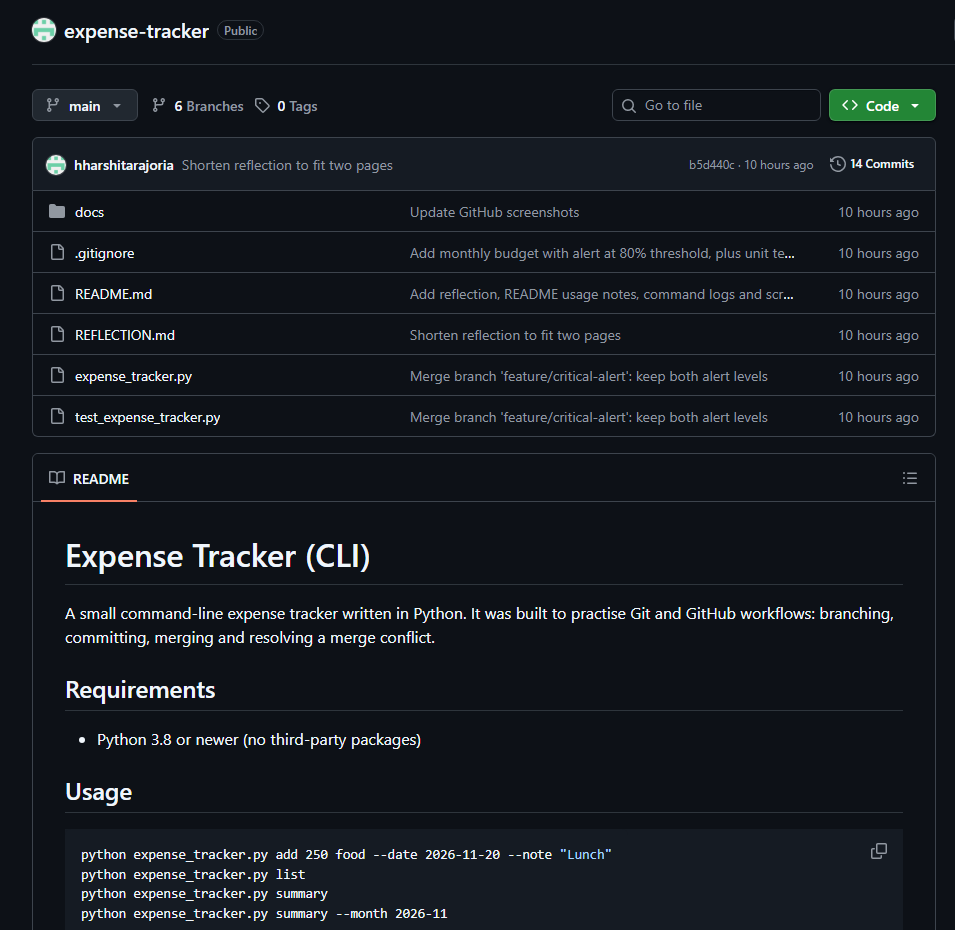 expense-tracker Public
main 6 Branches 0 Tags Go to file Code
hharshitarajoria Shorten reflection to fit two pages b5d440c · 10 hours ago 14 Commits
docs Update GitHub screenshots 10 hours ago
.gitignore Add monthly budget with alert at 80% threshold, plus unit te... 10 hours ago
README.md Add reflection, README usage notes, command logs and scr... 10 hours ago
REFLECTION.md Shorten reflection to fit two pages 10 hours ago
expense_tracker.py Merge branch 'feature/critical-alert': keep both alert levels 10 hours ago
test_expense_tracker.py Merge branch 'feature/critical-alert': keep both alert levels 10 hours ago
README
Expense Tracker (CLI)
A small command-line expense tracker written in Python. It was built to practise Git and GitHub workflows: branching,
committing, merging and resolving a merge conflict.
Requirements
• Python 3.8 or newer (no third-party packages)
Usage
python expense_tracker.py add 250 food --date 2026-11-20 --note "Lunch"
python expense_tracker.py list
python expense_tracker.py summary
python expense_tracker.py summary --month 2026-11